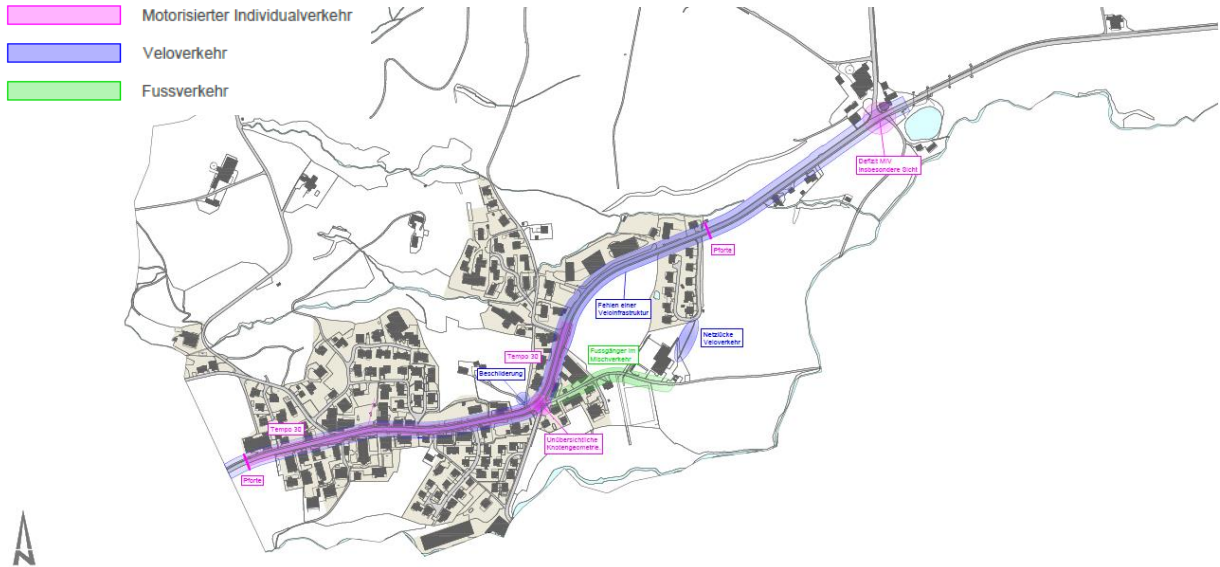 Motorisierter Individualverkehr
Veloverkehr
Fussverkehr
Defizit MIV
Insbesondere Sicht
Pforte
Fehlen einer
Veloinfrastruktur
Netzlücke
Veloverkehr
Fussgänger im
Mischverkehr
Tempo 30
Beschilderung
Tempo 30
Unübersichtliche
Knotengeometrie
Pforte
N